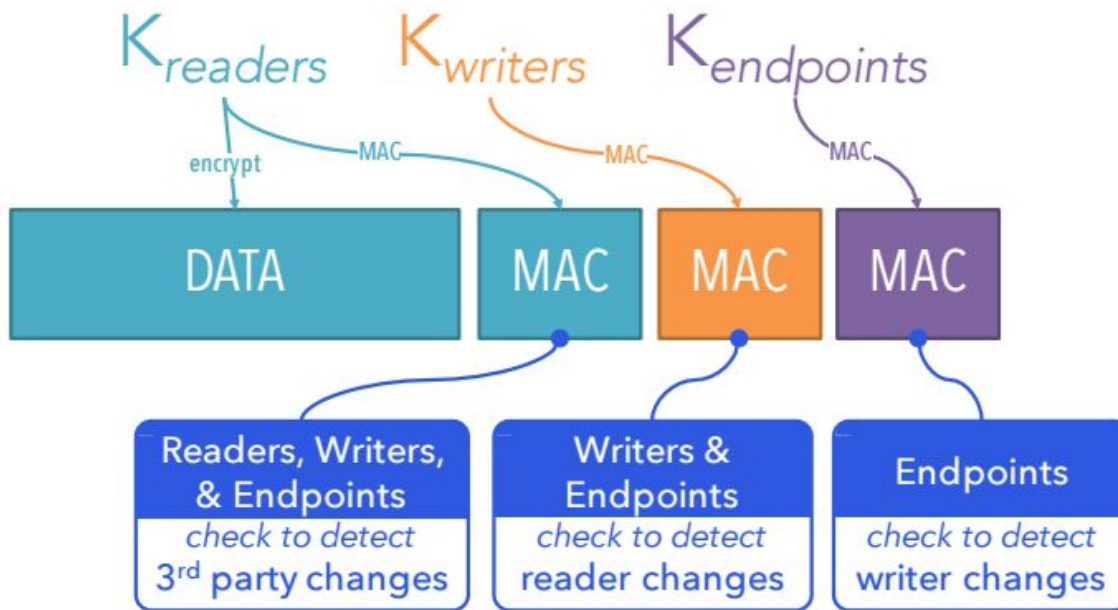 Kreaders Kwriters Kendpoints
encrypt MAC MAC MAC
DATA MAC MAC MAC
Readers, Writers,
& Endpoints
check to detect
3rd party changes
Writers &
Endpoints
check to detect
reader changes
Endpoints
check to detect
writer changes